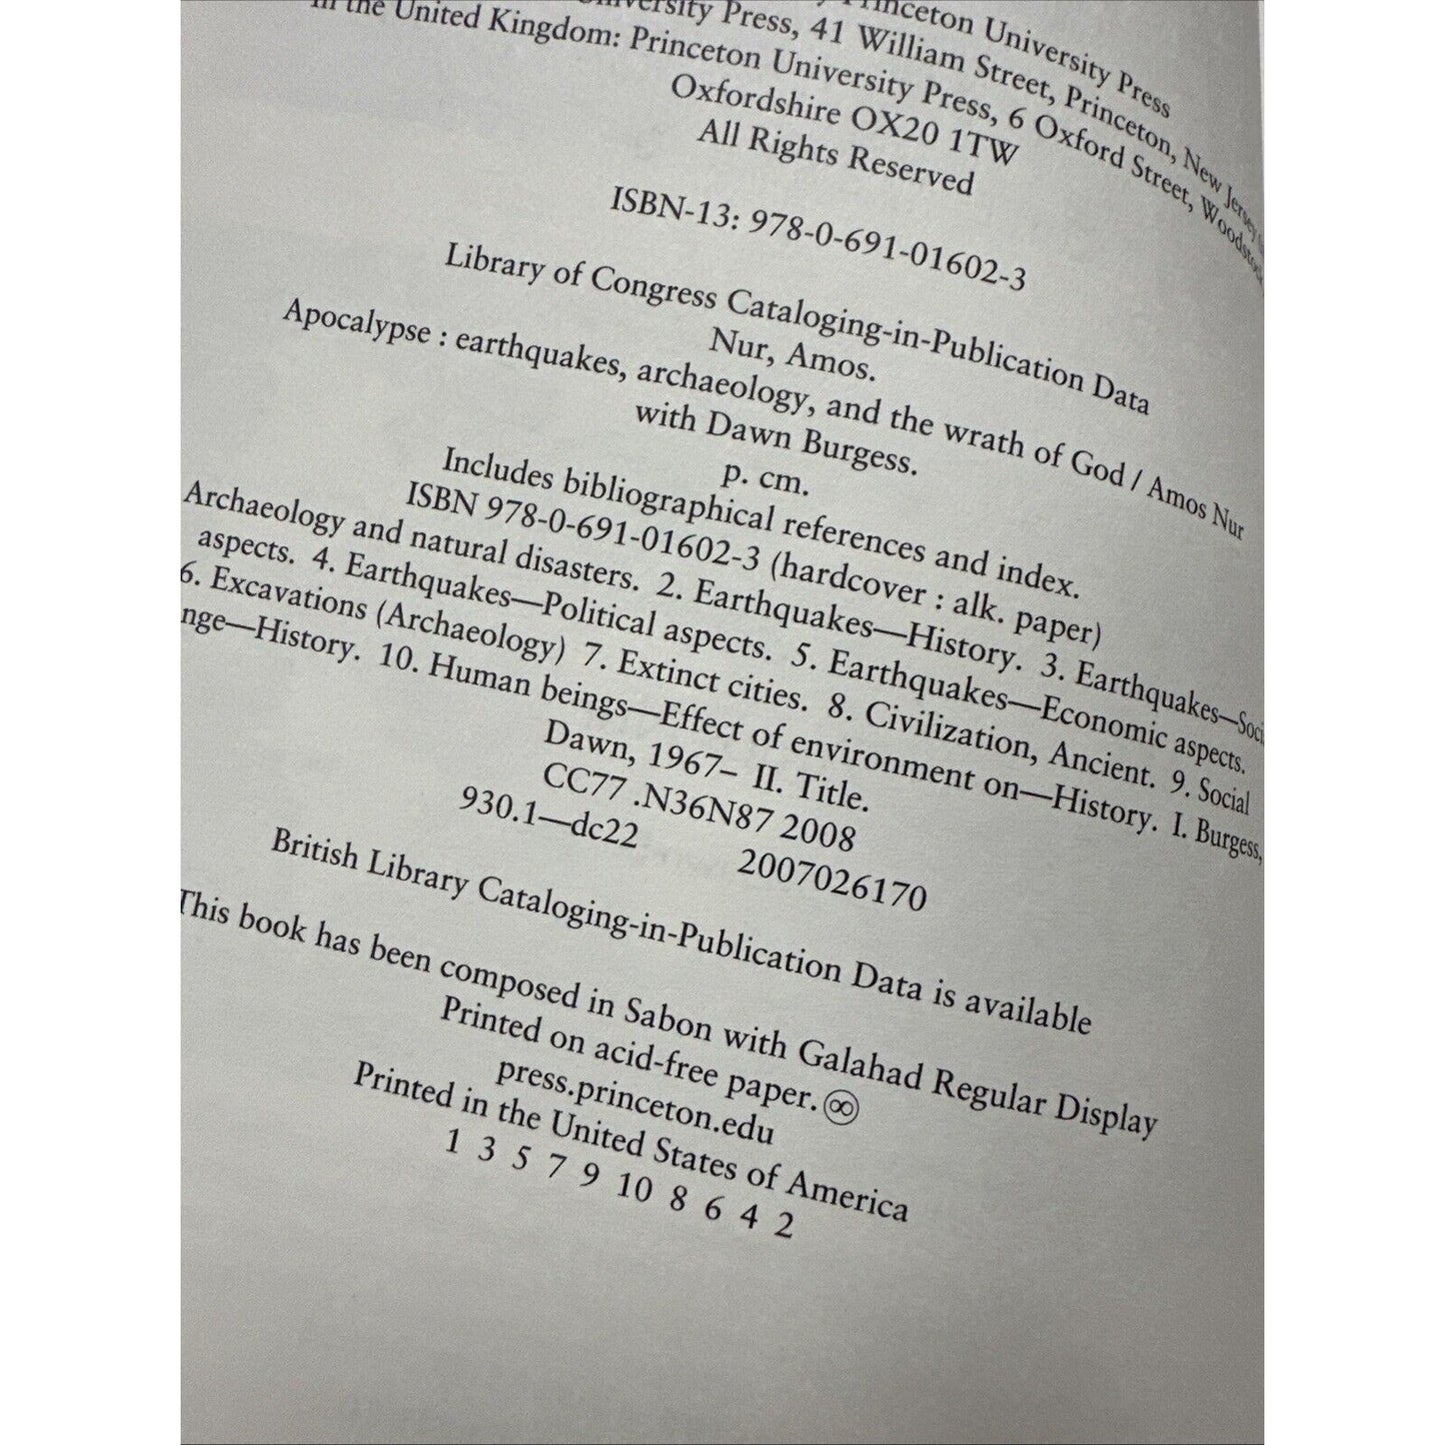 Princeton University Press
University Press, 41 William Street, Princeton, New Jersey
in the United Kingdom: Princeton University Press, 6 Oxford Street, Woodstock
Oxfordshire OX20 1TW
All Rights Reserved
ISBN-13: 978-0-691-01602-3
Library of Congress Cataloging-in-Publication Data
Nur, Amos.
Apocalypse : earthquakes, archaeology, and the wrath of God / Amos Nur
with Dawn Burgess.
p. cm.
Includes bibliographical references and index.
ISBN 978-0-691-01602-3 (hardcover : alk. paper)
Archaeology and natural disasters. 2. Earthquakes—History. 3. Earthquakes—Soci
aspects. 4. Earthquakes—Political aspects. 5. Earthquakes—Economic aspects.
6. Excavations (Archaeology) 7. Extinct cities. 8. Civilization, Ancient. 9. Social
nge—History. 10. Human beings—Effect of environment on—History. I. Burgess,
Dawn, 1967– II. Title.
CC77 .N36N87 2008
930.1—dc22 2007026170
British Library Cataloging-in-Publication Data is available
This book has been composed in Sabon with Galahad Regular Display
Printed on acid-free paper. ∞
press.princeton.edu
Printed in the United States of America
1 3 5 7 9 10 8 6 4 2